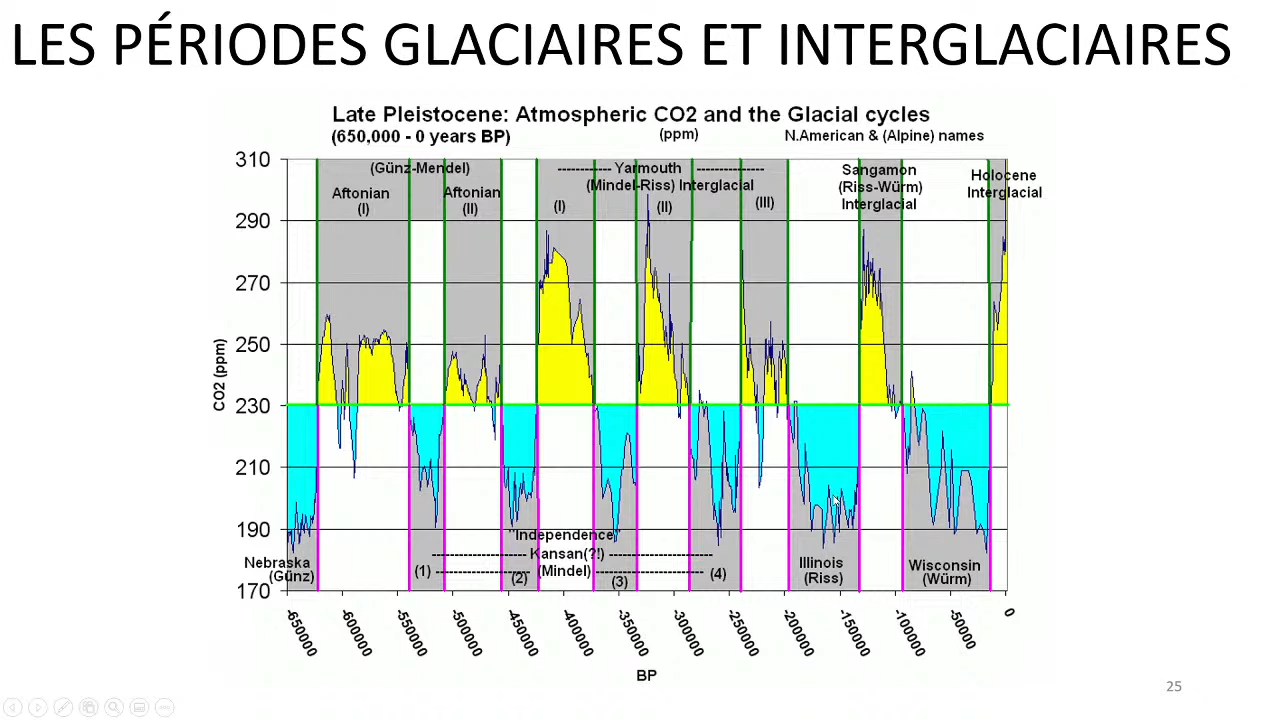 LES PÉRIODES GLACIAIRES ET INTERGLACIAIRES
Late Pleistocene: Atmospheric CO2 and the Glacial cycles
(650,000 - 0 years BP)
(ppm)
N.American & (Alpine) names
310
290
270
250
230
210
190
170
CO2 (ppm)
(Günz-Mendel)
Aftonian
(I)
Aftonian
(II)
----------- Yarmouth --------------
(Mindel-Riss) Interglacial
(I)
(II)
(III)
Sangamon
(Riss-Würm)
Interglacial
Holocene
Interglacial
Nebraska
(Günz)
"Independence"
------------------- Kansan(?!) ---------------------
(1) ------------------- (Mindel) ----------------------
(2)
(3)
(4)
Illinois
(Riss)
Wisconsin
(Würm)
-650000
-600000
-550000
-500000
-450000
-400000
-350000
-300000
-250000
-200000
-150000
-100000
-50000
0
BP
25